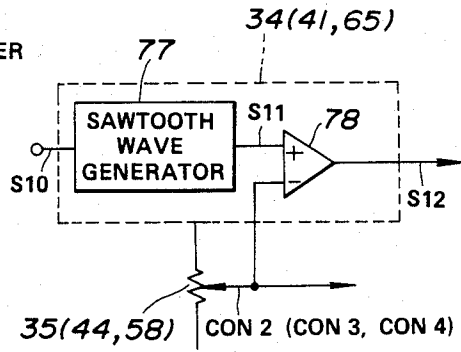 34(41,65)
ER
77
SAWTOOTH
WAVE
GENERATOR
S10
S11
78
+
−
S12
35(44,58)
CON 2 (CON 3, CON 4)